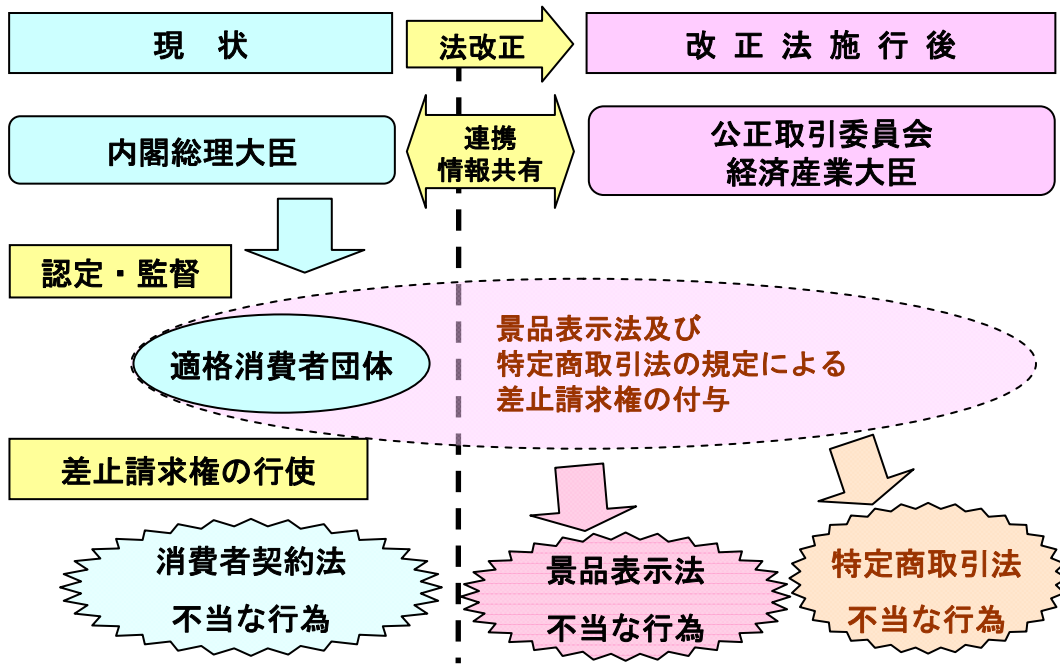 現　状
法改正
改 正 法 施 行 後
内閣総理大臣
連携
情報共有
公正取引委員会
経済産業大臣
認定・監督
適格消費者団体
景品表示法及び
特定商取引法の規定による
差止請求権の付与
差止請求権の行使
消費者契約法
不当な行為
景品表示法
不当な行為
特定商取引法
不当な行為